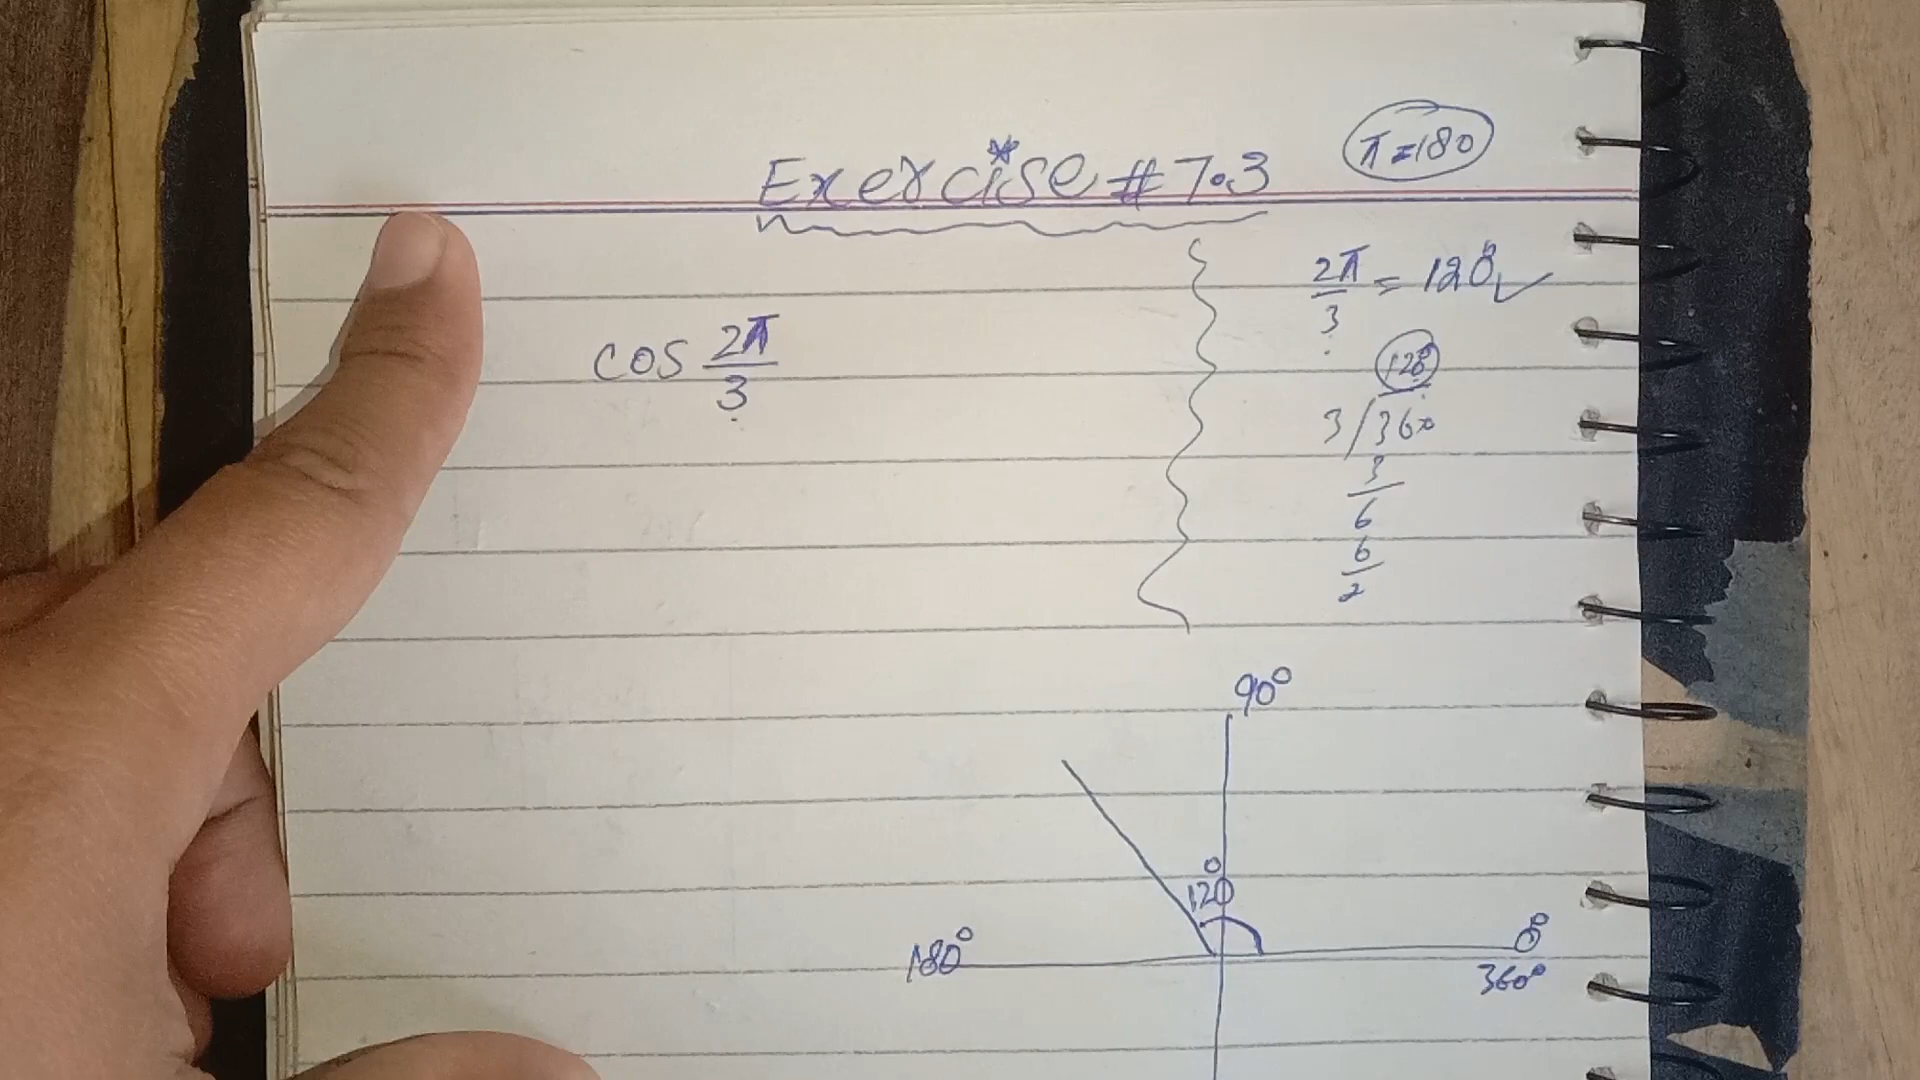 Exercise # 7.3
π = 180
cos 2π/3
2π/3 = 120° ✓
120
3/360
3
6
6
2
90°
120°
180°
0°
360°